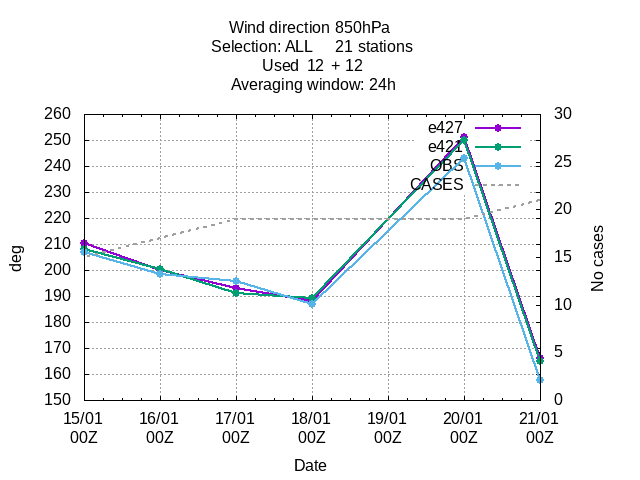 Wind direction 850hPa
Selection: ALL 21 stations
Used 12 + 12
Averaging window: 24h
260
250
240
230
220
210
200
190
180
170
160
150
deg
30
25
20
15
10
5
0
No cases
e427
e421
OBS
CASES
15/01 16/01 17/01 18/01 19/01 20/01 21/01
00Z 00Z 00Z 00Z 00Z 00Z 00Z
Date